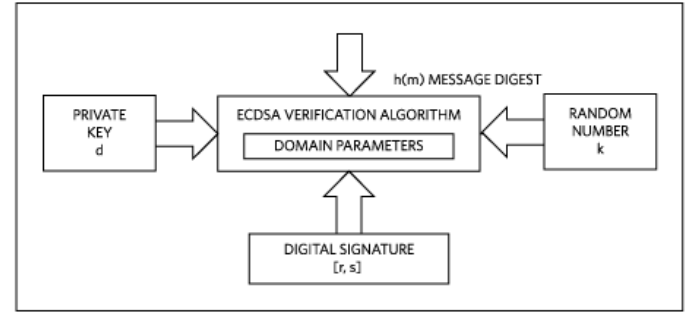 h(m) MESSAGE DIGEST
PRIVATE
KEY
d
ECDSA VERIFICATION ALGORITHM
DOMAIN PARAMETERS
RANDOM
NUMBER
k
DIGITAL SIGNATURE
[r, s]